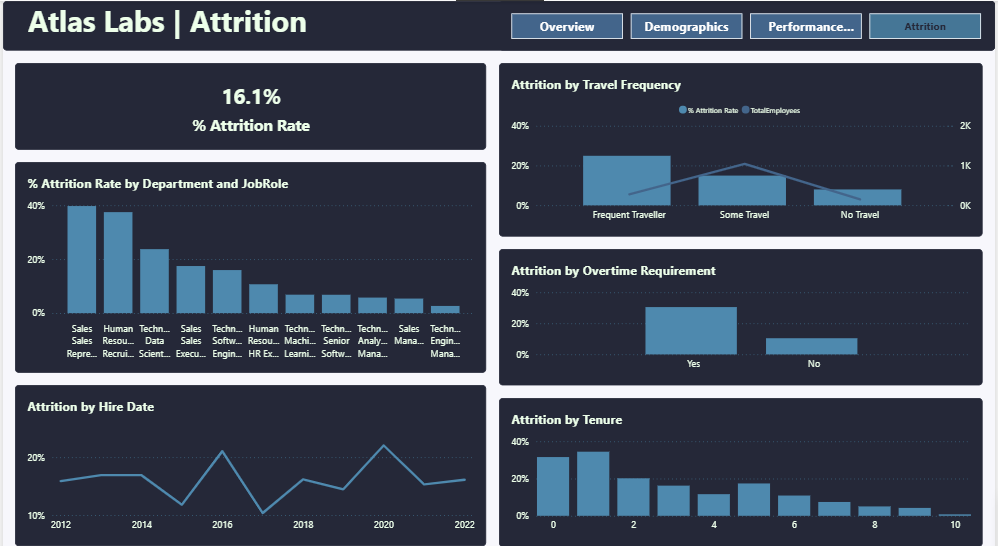 Atlas Labs | Attrition
Overview
Demographics
Performance...
Attrition
16.1%
% Attrition Rate
% Attrition Rate by Department and JobRole
40%
20%
0%
Sales Human Techn... Sales Techn... Human Techn... Techn... Techn... Sales Techn...
Sales Resou... Data Sales Softw... Resou... Machi... Senior Analy... Mana... Engin...
Repre... Recrui... Scient... Execu... Engin... HR Ex... Learni... Softw... Mana... Mana...
Attrition by Hire Date
20%
10%
2012 2014 2016 2018 2020 2022
Attrition by Travel Frequency
% Attrition Rate TotalEmployees
40% 2K
20% 1K
0% 0K
Frequent Traveller Some Travel No Travel
Attrition by Overtime Requirement
40%
20%
0%
Yes No
Attrition by Tenure
40%
20%
0%
0 2 4 6 8 10